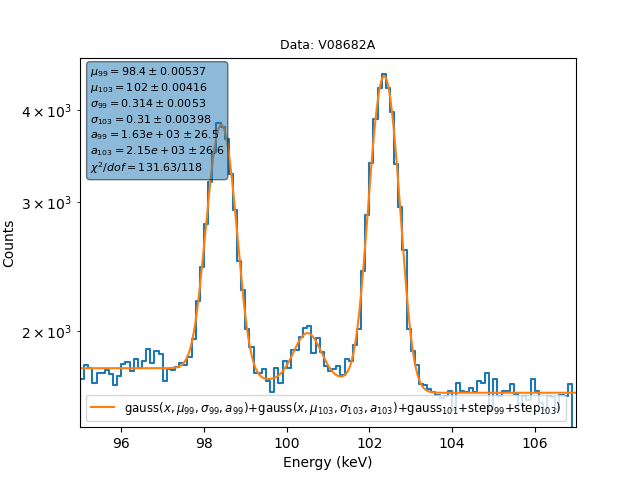 Data: V08682A
μ₉₉ = 98.4 ± 0.00537
μ₁₀₃ = 102 ± 0.00416
σ₉₉ = 0.314 ± 0.0053
σ₁₀₃ = 0.31 ± 0.00398
a₉₉ = 1.63e + 03 ± 26.5
a₁₀₃ = 2.15e + 03 ± 26.6
χ²/dof = 131.63/118
4 × 10³
3 × 10³
2 × 10³
Counts
gauss(x, μ₉₉, σ₉₉, a₉₉)+gauss(x, μ₁₀₃, σ₁₀₃, a₁₀₃)+gauss₁₀₁+step₉₉+step₁₀₃)
96 98 100 102 104 106
Energy (keV)